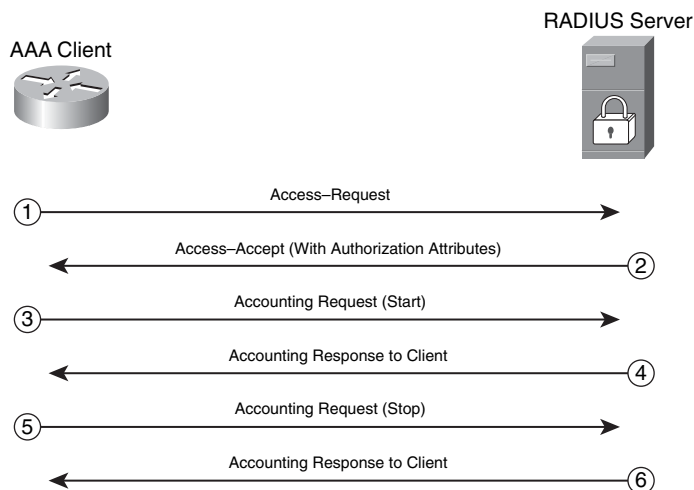 RADIUS Server
AAA Client
Access–Request
1
Access–Accept (With Authorization Attributes)
2
Accounting Request (Start)
3
Accounting Response to Client
4
Accounting Request (Stop)
5
Accounting Response to Client
6